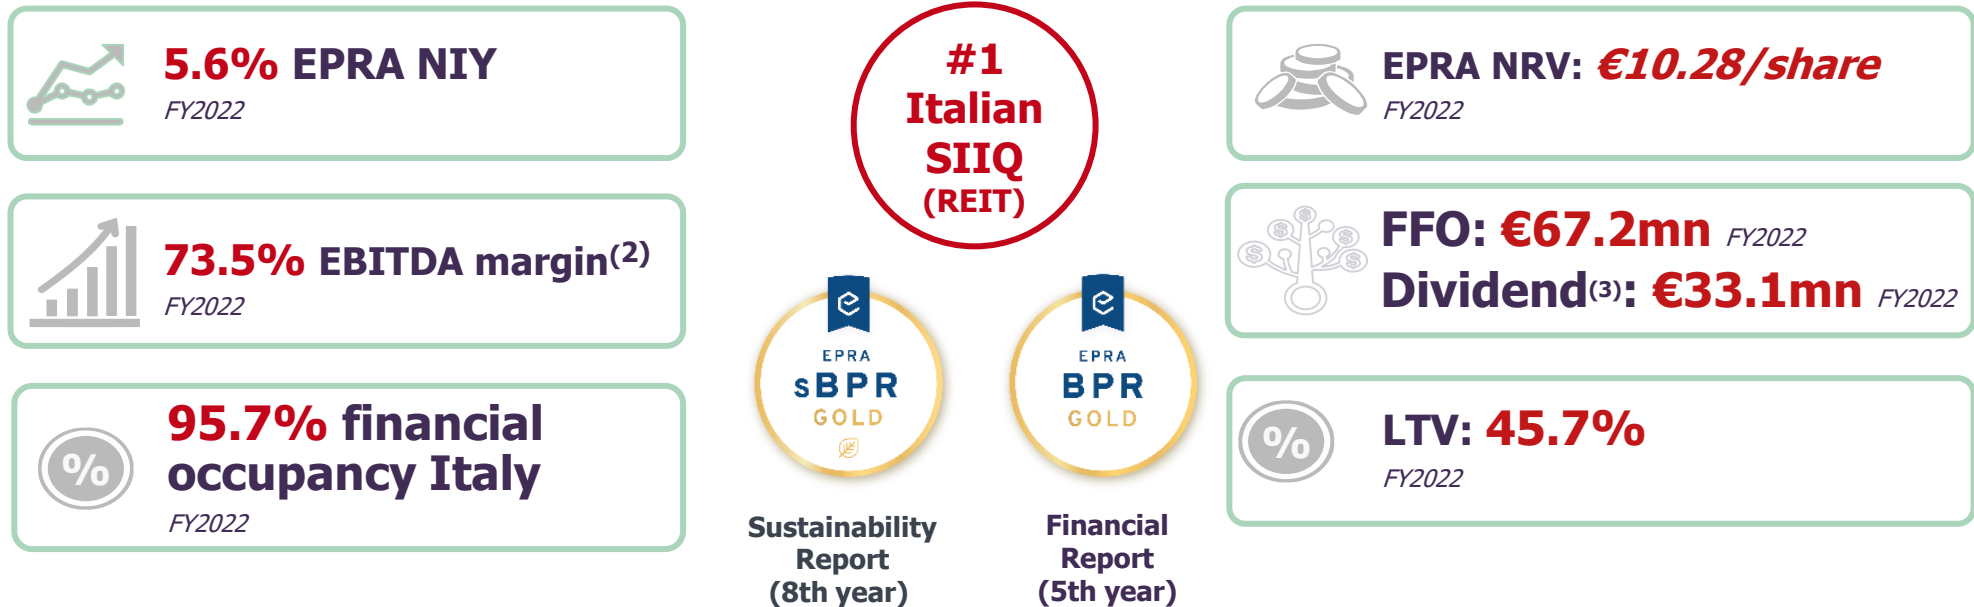 5.6% EPRA NIY
FY2022
73.5% EBITDA margin(2)
FY2022
%
95.7% financial
occupancy Italy
FY2022
#1
Italian
SIIQ
(REIT)
EPRA
sBPR
GOLD
Sustainability
Report
(8th year)
EPRA
BPR
GOLD
Financial
Report
(5th year)
EPRA NRV: €10.28/share
FY2022
FFO: €67.2mn FY2022
Dividend(3): €33.1mn FY2022
%
LTV: 45.7%
FY2022